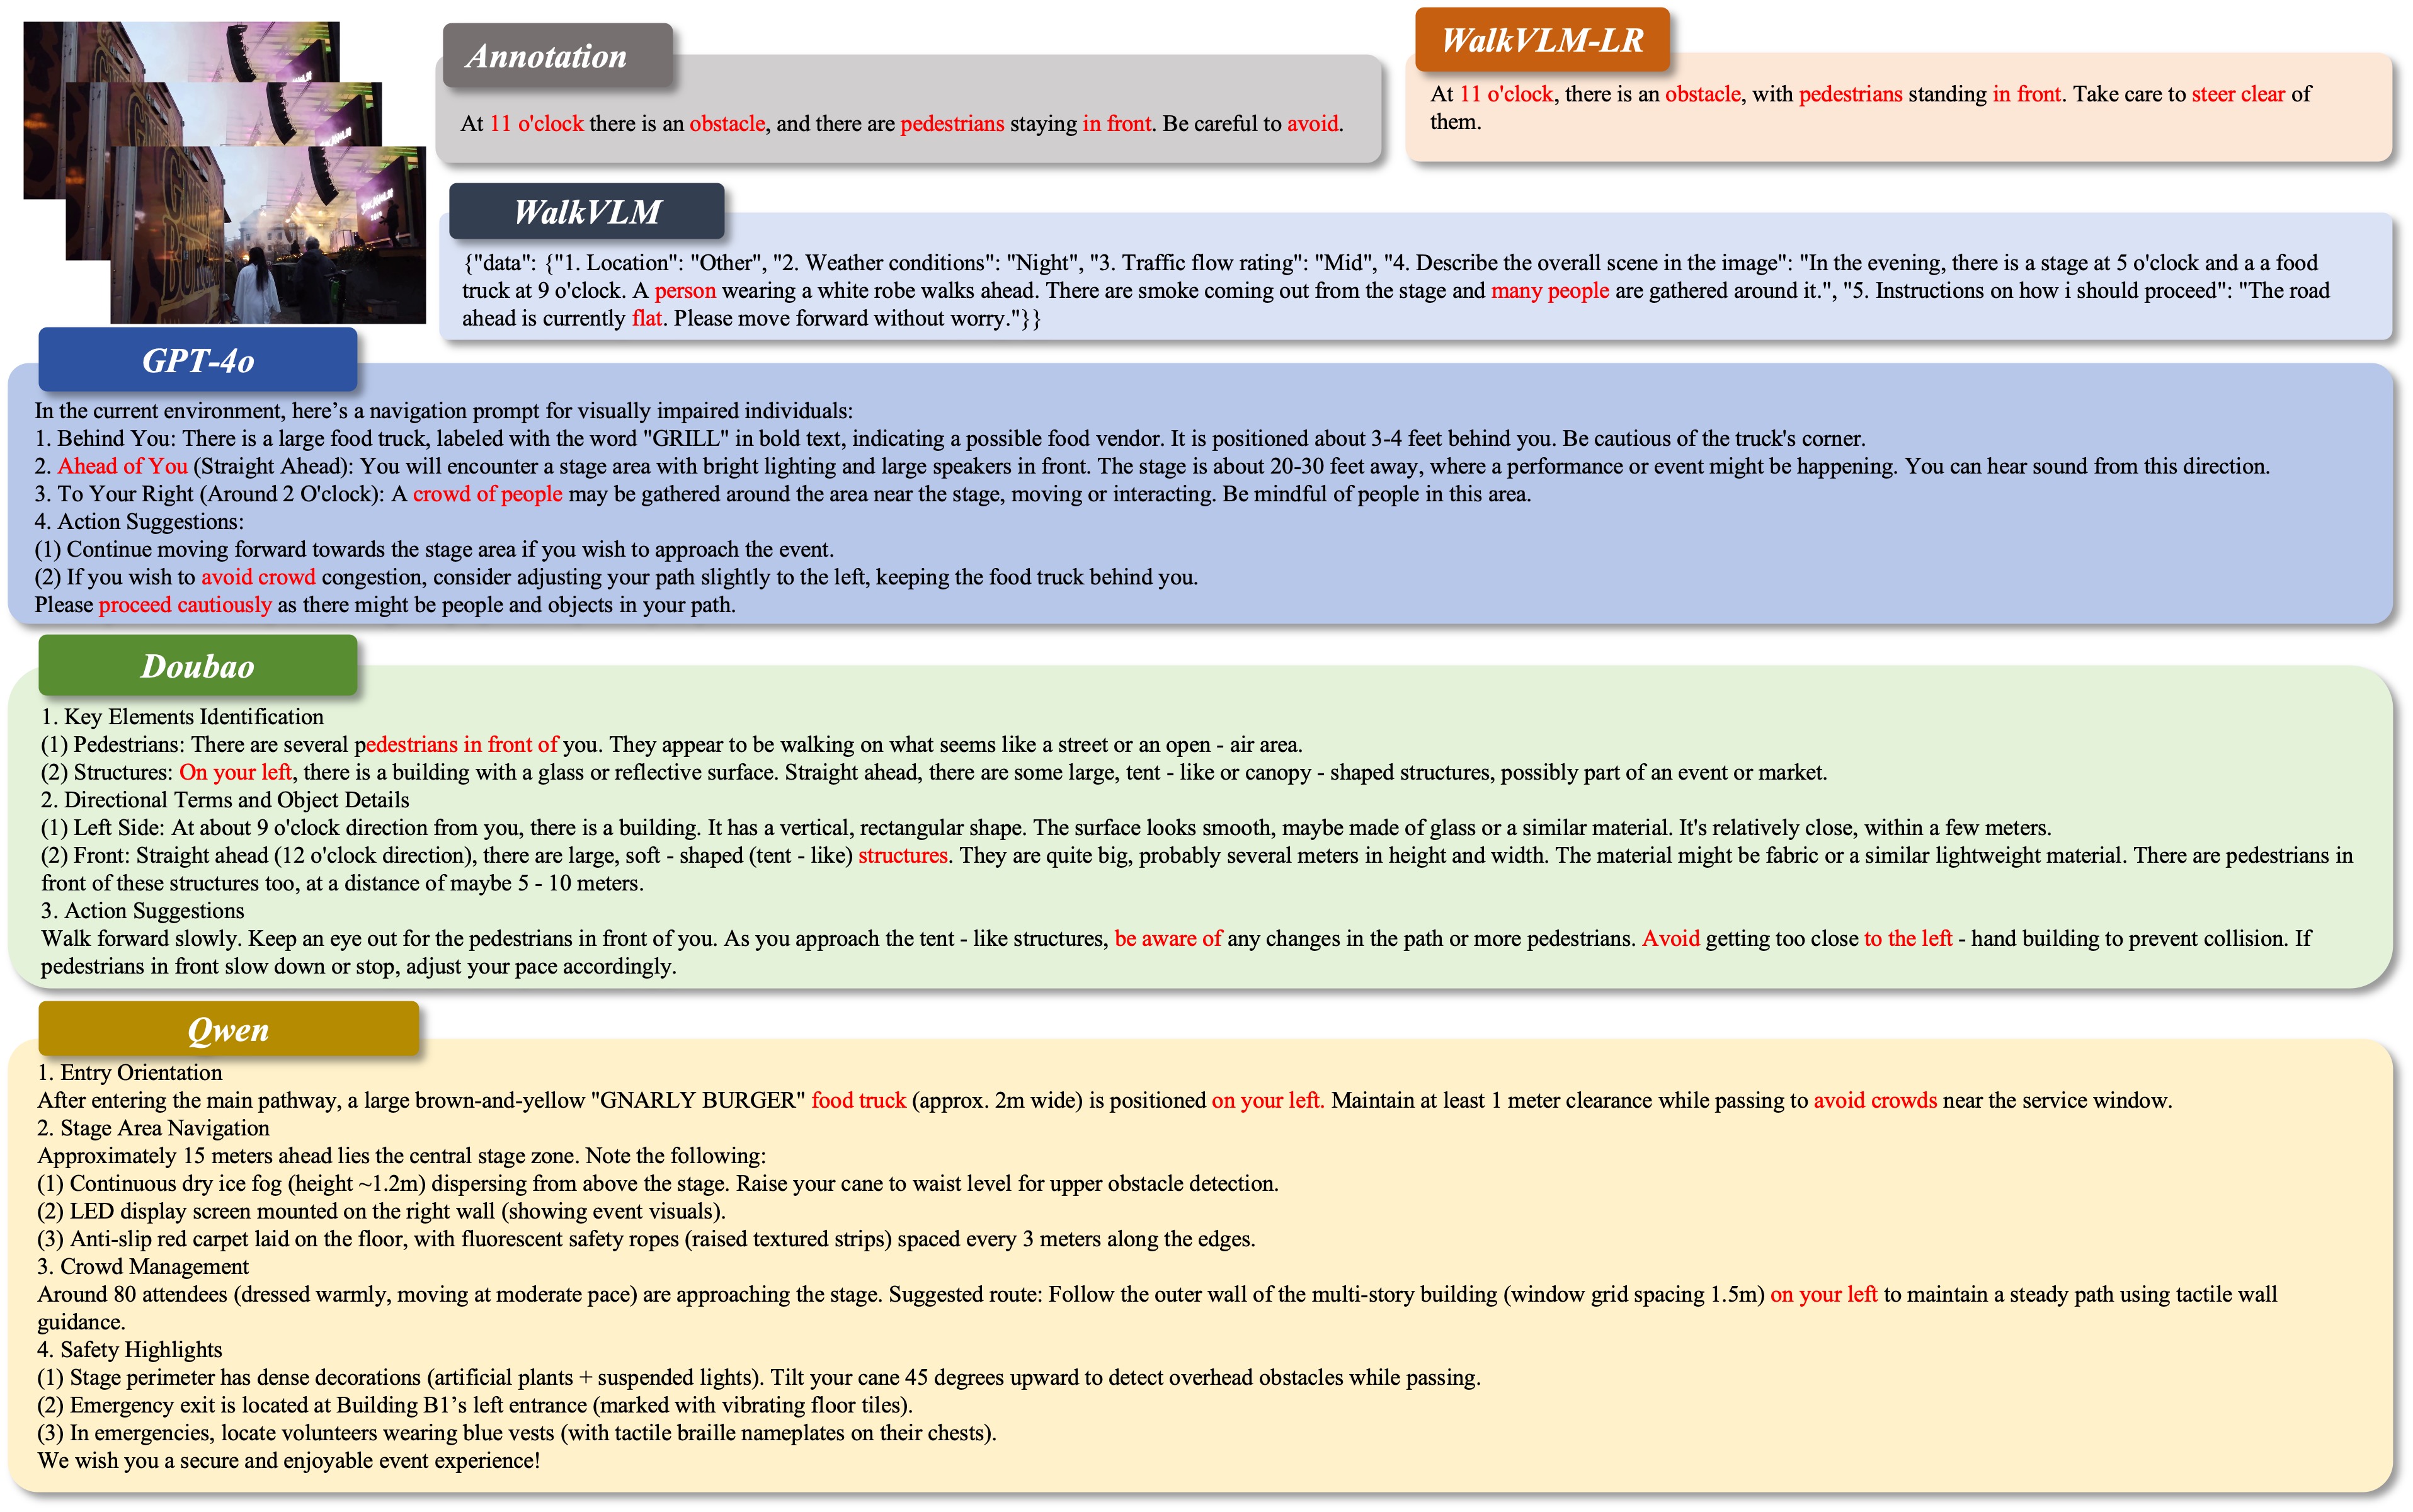 Annotation
At 11 o'clock there is an obstacle, and there are pedestrians staying in front. Be careful to avoid.
WalkVLM-LR
At 11 o'clock, there is an obstacle, with pedestrians standing in front. Take care to steer clear of
them.
WalkVLM
{"data": {"1. Location": "Other", "2. Weather conditions": "Night", "3. Traffic flow rating": "Mid", "4. Describe the overall scene in the image": "In the evening, there is a stage at 5 o'clock and a a food
truck at 9 o'clock. A person wearing a white robe walks ahead. There are smoke coming out from the stage and many people are gathered around it.", "5. Instructions on how i should proceed": "The road
ahead is currently flat. Please move forward without worry."}}
GPT-4o
In the current environment, here’s a navigation prompt for visually impaired individuals:
1. Behind You: There is a large food truck, labeled with the word "GRILL" in bold text, indicating a possible food vendor. It is positioned about 3-4 feet behind you. Be cautious of the truck's corner.
2. Ahead of You (Straight Ahead): You will encounter a stage area with bright lighting and large speakers in front. The stage is about 20-30 feet away, where a performance or event might be happening. You can hear sound from this direction.
3. To Your Right (Around 2 O'clock): A crowd of people may be gathered around the area near the stage, moving or interacting. Be mindful of people in this area.
4. Action Suggestions:
(1) Continue moving forward towards the stage area if you wish to approach the event.
(2) If you wish to avoid crowd congestion, consider adjusting your path slightly to the left, keeping the food truck behind you.
Please proceed cautiously as there might be people and objects in your path.
Doubao
1. Key Elements Identification
(1) Pedestrians: There are several pedestrians in front of you. They appear to be walking on what seems like a street or an open - air area.
(2) Structures: On your left, there is a building with a glass or reflective surface. Straight ahead, there are some large, tent - like or canopy - shaped structures, possibly part of an event or market.
2. Directional Terms and Object Details
(1) Left Side: At about 9 o'clock direction from you, there is a building. It has a vertical, rectangular shape. The surface looks smooth, maybe made of glass or a similar material. It's relatively close, within a few meters.
(2) Front: Straight ahead (12 o'clock direction), there are large, soft - shaped (tent - like) structures. They are quite big, probably several meters in height and width. The material might be fabric or a similar lightweight material. There are pedestrians in
front of these structures too, at a distance of maybe 5 - 10 meters.
3. Action Suggestions
Walk forward slowly. Keep an eye out for the pedestrians in front of you. As you approach the tent - like structures, be aware of any changes in the path or more pedestrians. Avoid getting too close to the left - hand building to prevent collision. If
pedestrians in front slow down or stop, adjust your pace accordingly.
Qwen
1. Entry Orientation
After entering the main pathway, a large brown-and-yellow "GNARLY BURGER" food truck (approx. 2m wide) is positioned on your left. Maintain at least 1 meter clearance while passing to avoid crowds near the service window.
2. Stage Area Navigation
Approximately 15 meters ahead lies the central stage zone. Note the following:
(1) Continuous dry ice fog (height ~1.2m) dispersing from above the stage. Raise your cane to waist level for upper obstacle detection.
(2) LED display screen mounted on the right wall (showing event visuals).
(3) Anti-slip red carpet laid on the floor, with fluorescent safety ropes (raised textured strips) spaced every 3 meters along the edges.
3. Crowd Management
Around 80 attendees (dressed warmly, moving at moderate pace) are approaching the stage. Suggested route: Follow the outer wall of the multi-story building (window grid spacing 1.5m) on your left to maintain a steady path using tactile wall
guidance.
4. Safety Highlights
(1) Stage perimeter has dense decorations (artificial plants + suspended lights). Tilt your cane 45 degrees upward to detect overhead obstacles while passing.
(2) Emergency exit is located at Building B1’s left entrance (marked with vibrating floor tiles).
(3) In emergencies, locate volunteers wearing blue vests (with tactile braille nameplates on their chests).
We wish you a secure and enjoyable event experience!